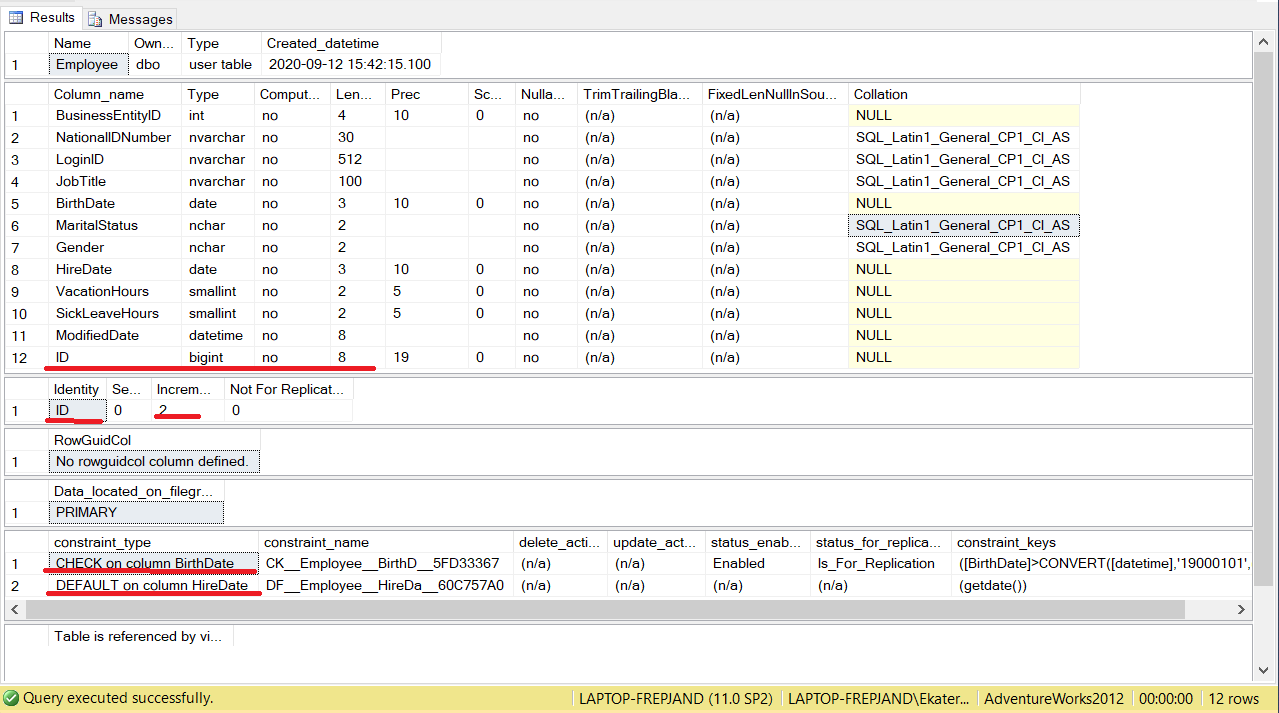 Results Messages
Name Own... Type Created_datetime
1 Employee dbo user table 2020-09-12 15:42:15.100
Column_name Type Comput... Len... Prec Sc... Nulla... TrimTrailingBla... FixedLenNullInSou... Collation
1 BusinessEntityID int no 4 10 0 no (n/a) (n/a) NULL
2 NationalIDNumber nvarchar no 30 no (n/a) (n/a) SQL_Latin1_General_CP1_CI_AS
3 LoginID nvarchar no 512 no (n/a) (n/a) SQL_Latin1_General_CP1_CI_AS
4 JobTitle nvarchar no 100 no (n/a) (n/a) SQL_Latin1_General_CP1_CI_AS
5 BirthDate date no 3 10 0 no (n/a) (n/a) NULL
6 MaritalStatus nchar no 2 no (n/a) (n/a) SQL_Latin1_General_CP1_CI_AS
7 Gender nchar no 2 no (n/a) (n/a) SQL_Latin1_General_CP1_CI_AS
8 HireDate date no 3 10 0 no (n/a) (n/a) NULL
9 VacationHours smallint no 2 5 0 no (n/a) (n/a) NULL
10 SickLeaveHours smallint no 2 5 0 no (n/a) (n/a) NULL
11 ModifiedDate datetime no 8 no (n/a) (n/a) NULL
12 ID bigint no 8 19 0 no (n/a) (n/a) NULL
Identity Se... Increm... Not For Replicat...
1 ID 0 2 0
RowGuidCol
1 No rowguidcol column defined.
Data_located_on_filegr...
1 PRIMARY
constraint_type constraint_name delete_acti... update_act... status_enab... status_for_replica... constraint_keys
1 CHECK on column BirthDate CK__Employee__BirthD__5FD33367 (n/a) (n/a) Enabled Is_For_Replication ([BirthDate]>CONVERT([datetime],'19000101',
2 DEFAULT on column HireDate DF__Employee__HireDa__60C757A0 (n/a) (n/a) (n/a) (n/a) (getdate())
Table is referenced by vi...
Query executed successfully. LAPTOP-FREPJAND (11.0 SP2) LAPTOP-FREPJAND\Ekater... AdventureWorks2012 00:00:00 12 rows